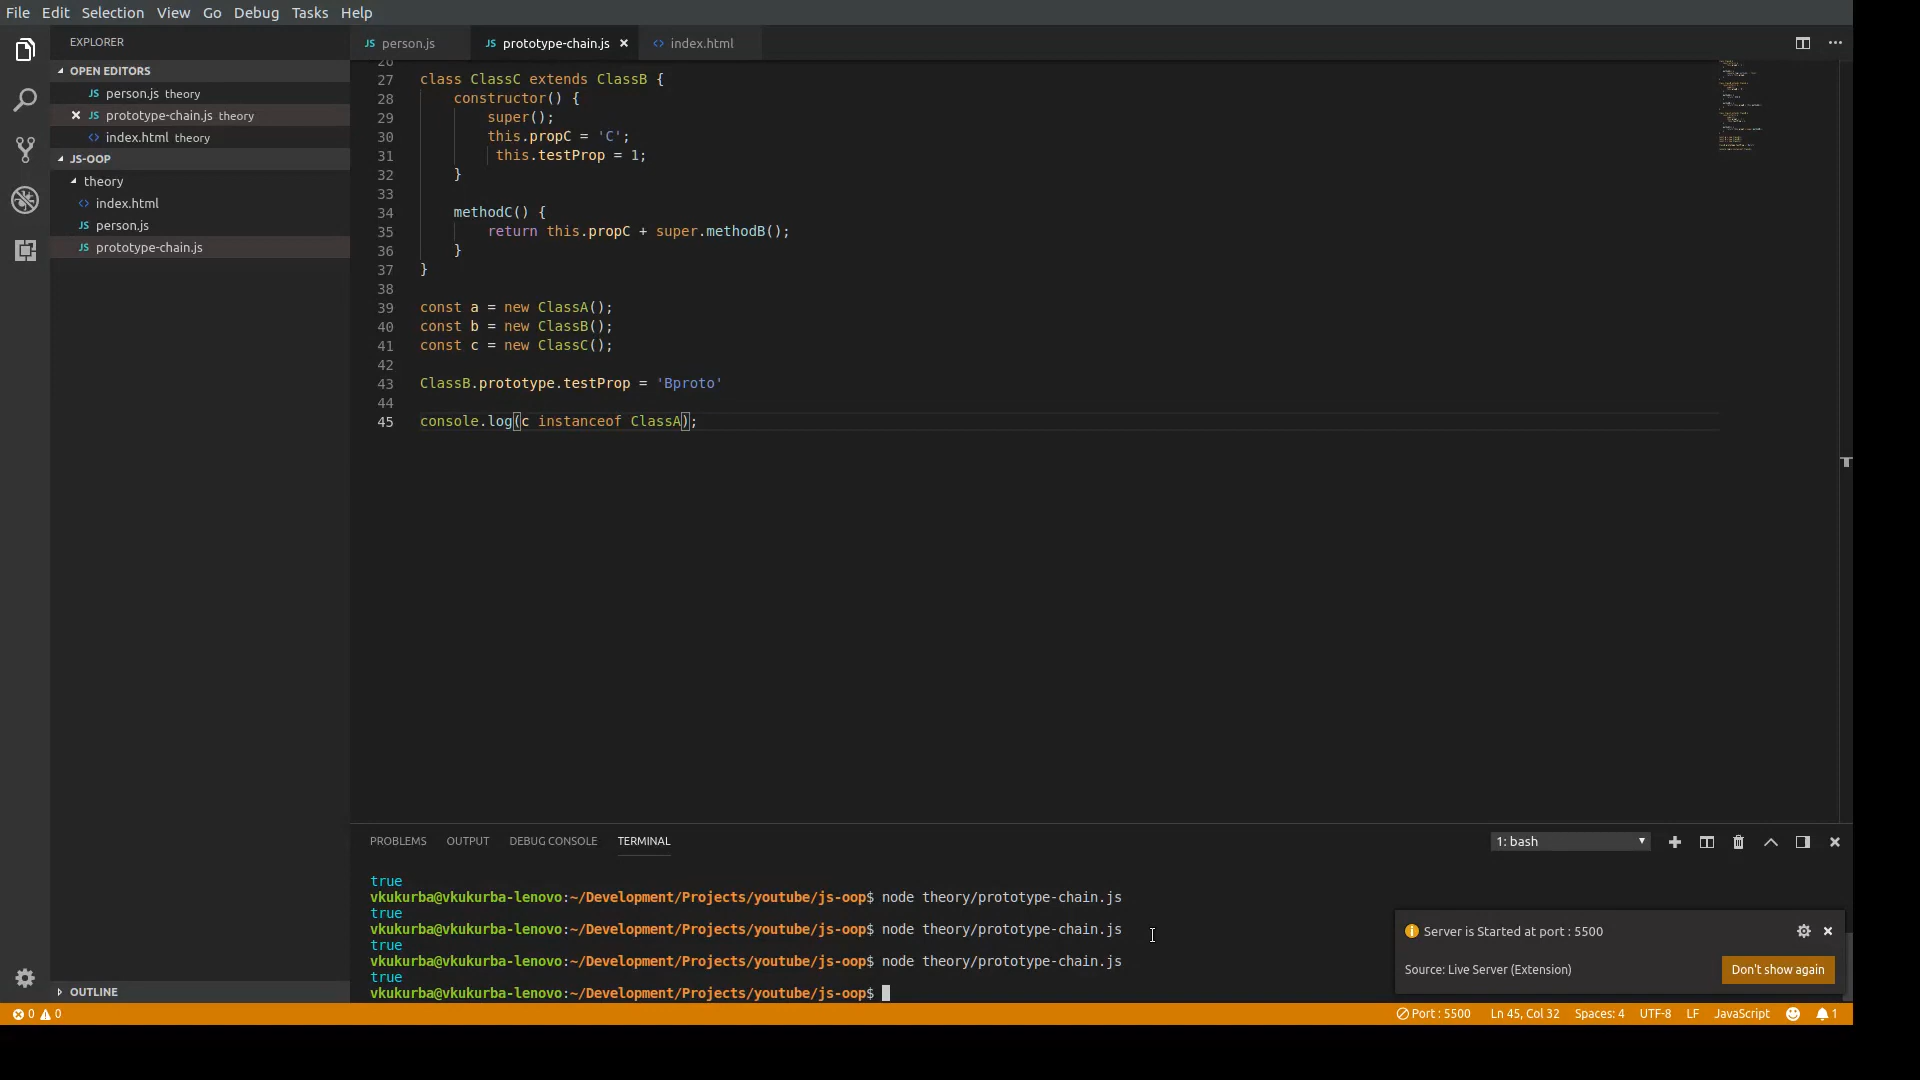 File Edit Selection View Go Debug Tasks Help
EXPLORER
OPEN EDITORS
JS person.js theory
JS prototype-chain.js theory
index.html theory
JS-OOP
theory
index.html
JS person.js
JS prototype-chain.js
OUTLINE
JS person.js JS prototype-chain.js index.html
26
27 class ClassC extends ClassB {
28 constructor() {
29 super();
30 this.propC = 'C';
31 this.testProp = 1;
32 }
33
34 methodC() {
35 return this.propC + super.methodB();
36 }
37 }
38
39 const a = new ClassA();
40 const b = new ClassB();
41 const c = new ClassC();
42
43 ClassB.prototype.testProp = 'Bproto'
44
45 console.log(c instanceof ClassA);
PROBLEMS OUTPUT DEBUG CONSOLE TERMINAL 1: bash
true
vkukurba@vkukurba-lenovo:~/Development/Projects/youtube/js-oop$ node theory/prototype-chain.js
true
vkukurba@vkukurba-lenovo:~/Development/Projects/youtube/js-oop$ node theory/prototype-chain.js
true
vkukurba@vkukurba-lenovo:~/Development/Projects/youtube/js-oop$ node theory/prototype-chain.js
true
vkukurba@vkukurba-lenovo:~/Development/Projects/youtube/js-oop$
Server is Started at port : 5500
Source: Live Server (Extension) Don't show again
0 0 Port : 5500 Ln 45, Col 32 Spaces: 4 UTF-8 LF JavaScript 1